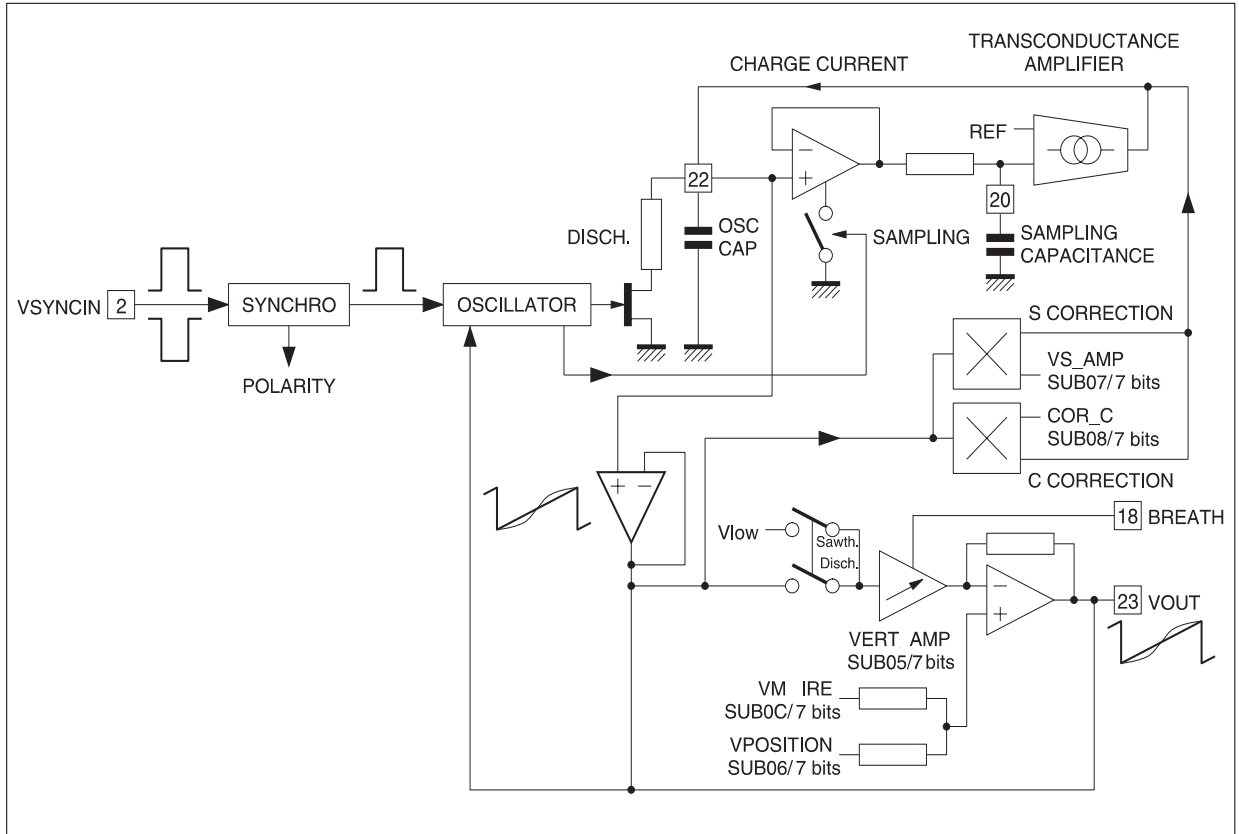 TRANSCONDUCTANCE
AMPLIFIER
CHARGE CURRENT
REF
−
+
22
20
DISCH.
OSC
CAP
SAMPLING
SAMPLING
CAPACITANCE
VSYNCIN
2
SYNCHRO
OSCILLATOR
POLARITY
S CORRECTION
VS_AMP
SUB07/7 bits
COR_C
SUB08/7 bits
C CORRECTION
+ −
18
BREATH
Vlow
Sawth.
Disch.
−
+
23
VOUT
VERT AMP
SUB05/7 bits
VM IRE
SUB0C/7 bits
VPOSITION
SUB06/7 bits